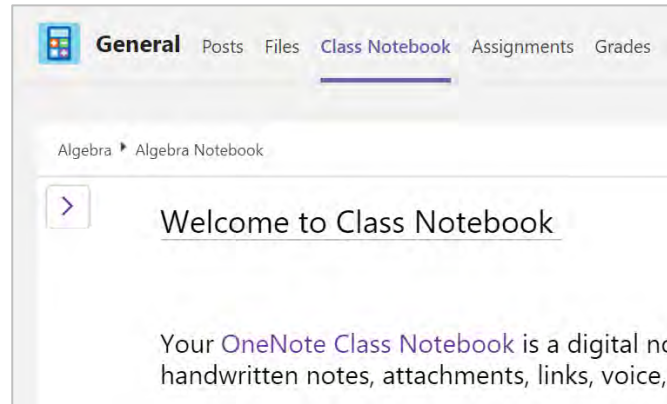 General Posts Files Class Notebook Assignments Grades
Algebra Algebra Notebook
Welcome to Class Notebook
Your OneNote Class Notebook is a digital
handwritten notes, attachments, links, voice,